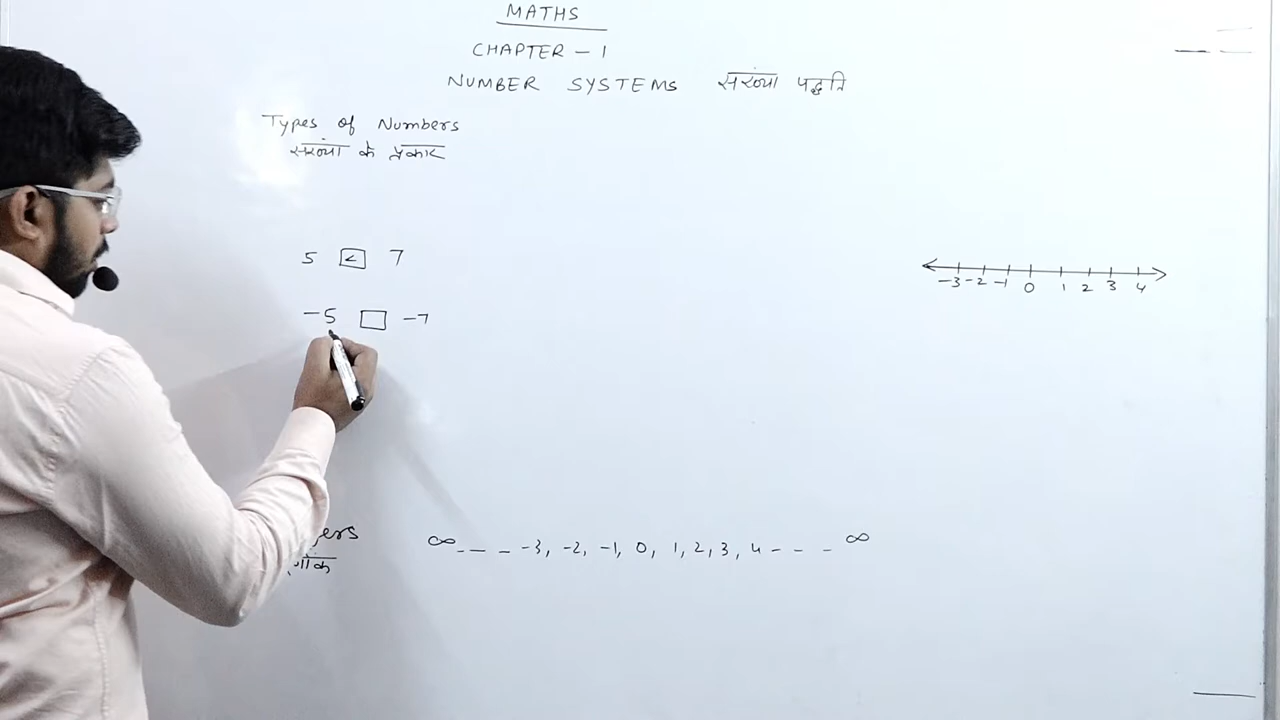 MATHS
CHAPTER – 1
NUMBER SYSTEMS संख्या पद्धति
Types of Numbers
संख्या के प्रकार
5 < 7
-3 -2 -1 0 1 2 3 4
-5 □ -7
∞ - - - -3, -2, -1, 0, 1, 2, 3, 4 - - - ∞